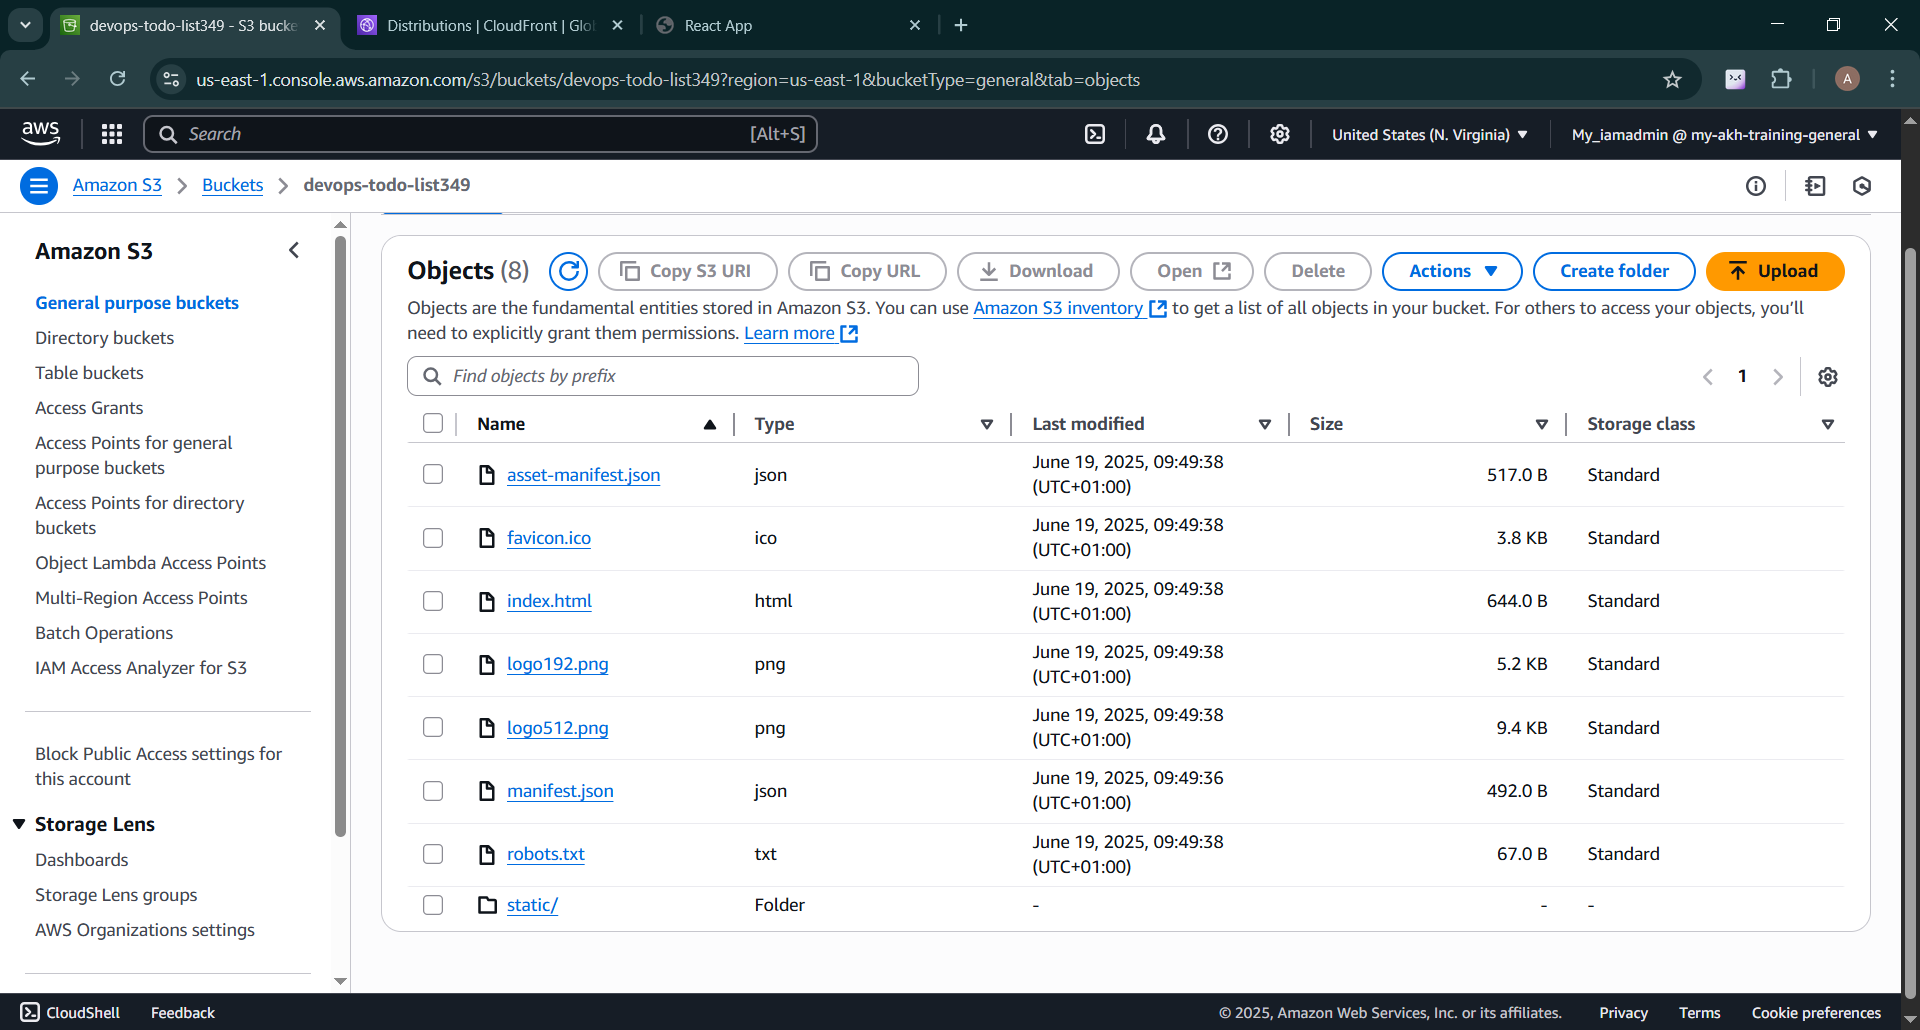 devops-todo-list349 - S3 bucke
Distributions | CloudFront | Glo
React App
us-east-1.console.aws.amazon.com/s3/buckets/devops-todo-list349?region=us-east-1&bucketType=general&tab=objects
A
aws
Search
[Alt+S]
United States (N. Virginia)
My_iamadmin @ my-akh-training-general
Amazon S3
Buckets
devops-todo-list349
Amazon S3
General purpose buckets
Directory buckets
Table buckets
Access Grants
Access Points for general
purpose buckets
Access Points for directory
buckets
Object Lambda Access Points
Multi-Region Access Points
Batch Operations
IAM Access Analyzer for S3
Block Public Access settings for
this account
Storage Lens
Dashboards
Storage Lens groups
AWS Organizations settings
Objects (8)
Copy S3 URI
Copy URL
Download
Open
Delete
Actions
Create folder
Upload
Objects are the fundamental entities stored in Amazon S3. You can use Amazon S3 inventory to get a list of all objects in your bucket. For others to access your objects, you'll
need to explicitly grant them permissions. Learn more
Find objects by prefix
1
Name Type Last modified Size Storage class
asset-manifest.json json June 19, 2025, 09:49:38 517.0 B Standard
(UTC+01:00)
favicon.ico ico June 19, 2025, 09:49:38 3.8 KB Standard
(UTC+01:00)
index.html html June 19, 2025, 09:49:38 644.0 B Standard
(UTC+01:00)
logo192.png png June 19, 2025, 09:49:38 5.2 KB Standard
(UTC+01:00)
logo512.png png June 19, 2025, 09:49:38 9.4 KB Standard
(UTC+01:00)
manifest.json json June 19, 2025, 09:49:36 492.0 B Standard
(UTC+01:00)
robots.txt txt June 19, 2025, 09:49:38 67.0 B Standard
(UTC+01:00)
static/ Folder - - -
CloudShell
Feedback
© 2025, Amazon Web Services, Inc. or its affiliates.
Privacy
Terms
Cookie preferences